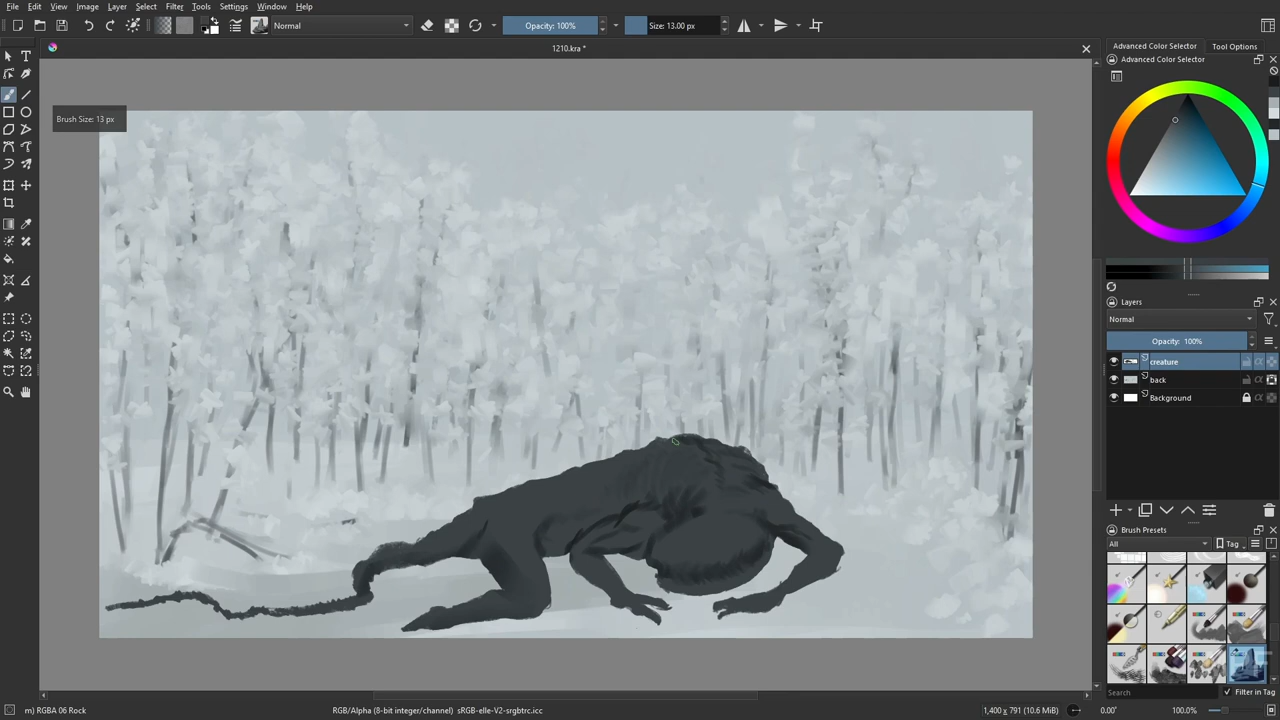 File Edit View Image Layer Select Filter Tools Settings Window Help
Normal
Opacity: 100%
Size: 13.00 px
1210.kra *
Advanced Color Selector
Tool Options
Advanced Color Selector
Brush Size: 13 px
Layers
Normal
Opacity: 100%
creature
back
Background
Brush Presets
All
Tag
Search
Filter in Tag
m) RGBA 06 Rock
RGB/Alpha (8-bit integer/channel) sRGB-elle-V2-srgbtrc.icc
1,400 x 791 (10.6 MiB)
0.00°
100.0%